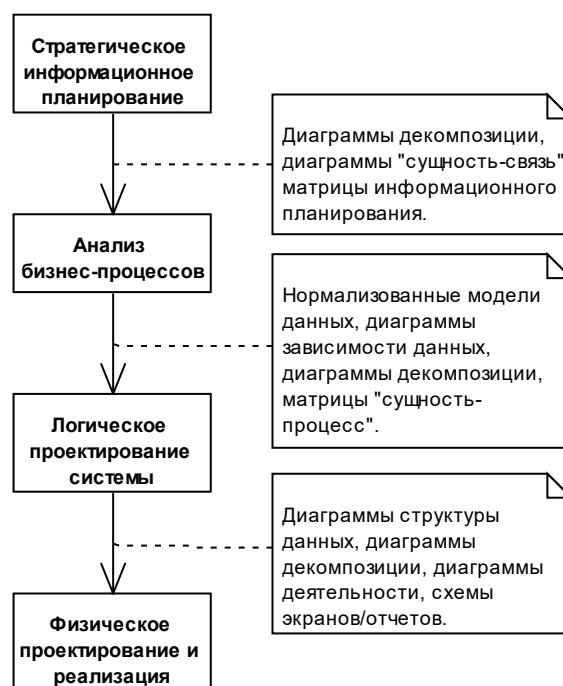 Стратегическое
информационное
планирование
Диаграммы декомпозиции,
диаграммы "сущность-связь"
матрицы информационного
планирования.
Анализ
бизнес-процессов
Нормализованные модели
данных, диаграммы
зависимости данных,
диаграммы декомпозиции,
матрицы "сущность-
процесс".
Логическое
проектирование
системы
Диаграммы структуры
данных, диаграммы
декомпозиции, диаграммы
деятельности, схемы
экранов/отчетов.
Физическое
проектирование и
реализация